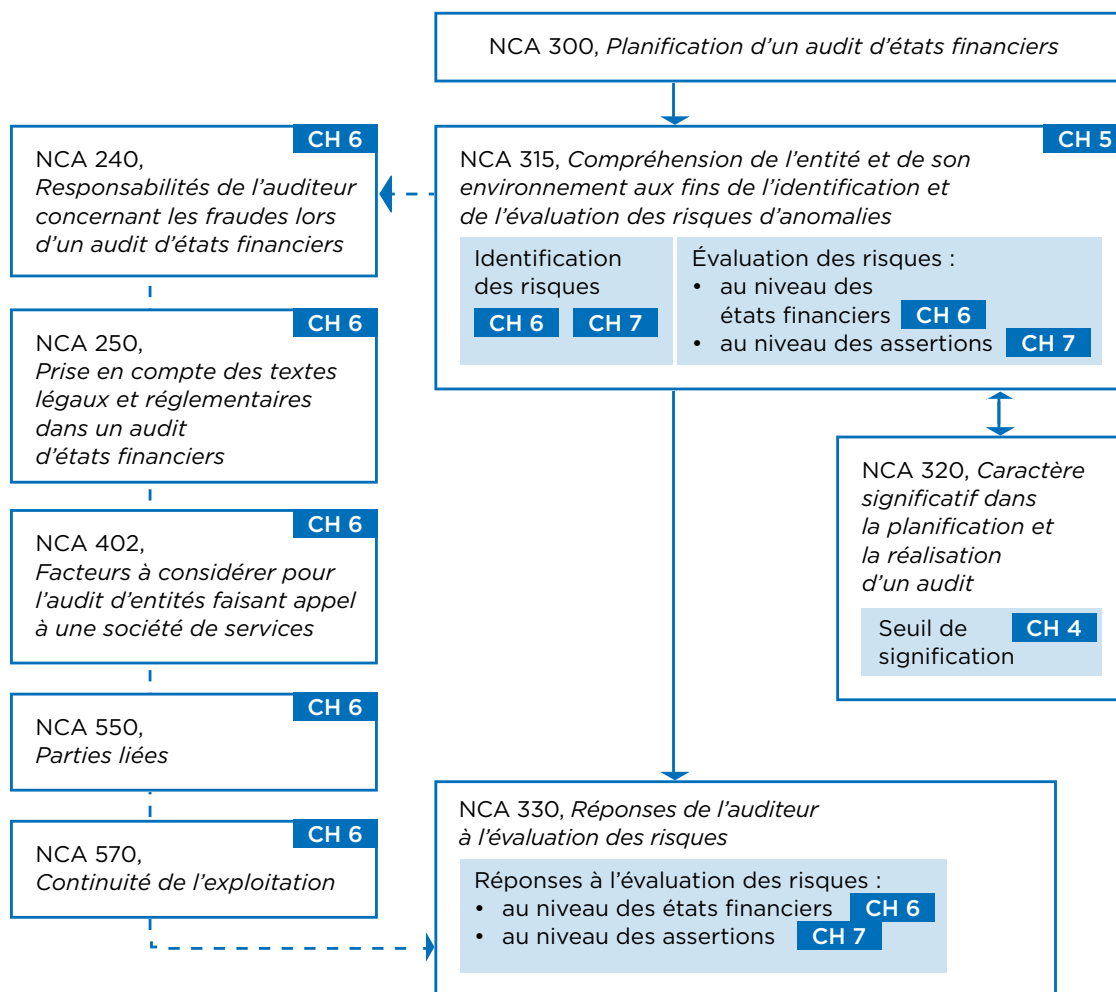 NCA 300, Planification d’un audit d’états financiers
CH 5
NCA 315, Compréhension de l’entité et de son
environnement aux fins de l’identification et
de l’évaluation des risques d’anomalies
Identification
des risques
CH 6 CH 7
Évaluation des risques :
• au niveau des
états financiers CH 6
• au niveau des assertions CH 7
CH 6
NCA 240,
Responsabilités de l’auditeur
concernant les fraudes lors
d’un audit d’états financiers
CH 6
NCA 250,
Prise en compte des textes
légaux et réglementaires
dans un audit
d’états financiers
CH 6
NCA 402,
Facteurs à considérer pour
l’audit d’entités faisant appel
à une société de services
CH 6
NCA 550,
Parties liées
CH 6
NCA 570,
Continuité de l’exploitation
NCA 320, Caractère
significatif dans
la planification et
la réalisation
d’un audit
Seuil de CH 4
signification
NCA 330, Réponses de l’auditeur
à l’évaluation des risques
Réponses à l’évaluation des risques :
• au niveau des états financiers CH 6
• au niveau des assertions CH 7